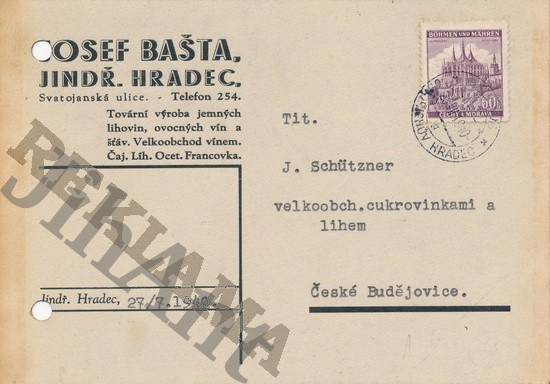 JOSEF BAŠTA,
JINDŘ. HRADEC,
Svatojanská ulice. - Telefon 254.
Tovární výroba jemných
lihovin, ovocných vín a
šťáv. Velkoobchod vínem.
Čaj. Líh. Ocet. Francovka.
Jindř. Hradec, 27/7.1940.
BÖHMEN UND MÄHREN
60
ČECHY A MORAVA
HRADEC
Tit.
J. Schützner
velkoobch.cukrovinkami a
lihem
České Budějovice.
REKLAMA